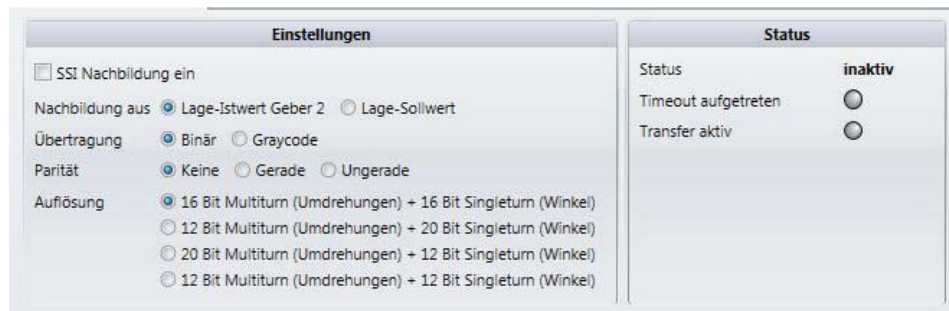 Einstellungen
SSI Nachbildung ein
Nachbildung aus Lage-Istwert Geber 2 Lage-Sollwert
Übertragung Binär Graycode
Parität Keine Gerade Ungerade
Auflösung 16 Bit Multiturn (Umdrehungen) + 16 Bit Singleturn (Winkel)
12 Bit Multiturn (Umdrehungen) + 20 Bit Singleturn (Winkel)
20 Bit Multiturn (Umdrehungen) + 12 Bit Singleturn (Winkel)
12 Bit Multiturn (Umdrehungen) + 12 Bit Singleturn (Winkel)
Status
Status inaktiv
Timeout aufgetreten
Transfer aktiv